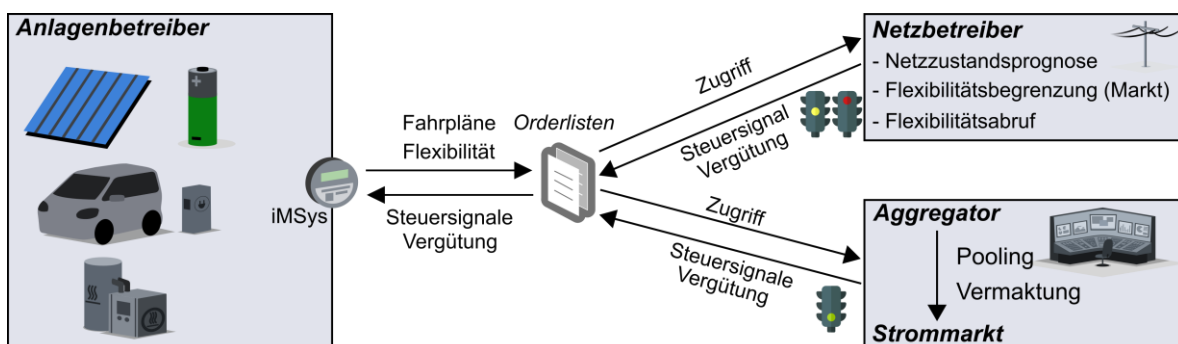 Anlagenbetreiber
iMSys
Fahrpläne
Flexibilität
Steuersignale
Vergütung
Orderlisten
Zugriff
Steuersignal
Vergütung
Zugriff
Steuersignale
Vergütung
Netzbetreiber
- Netzzustandsprognose
- Flexibilitätsbegrenzung (Markt)
- Flexibilitätsabruf
Aggregator
Pooling
Vermaktung
Strommarkt